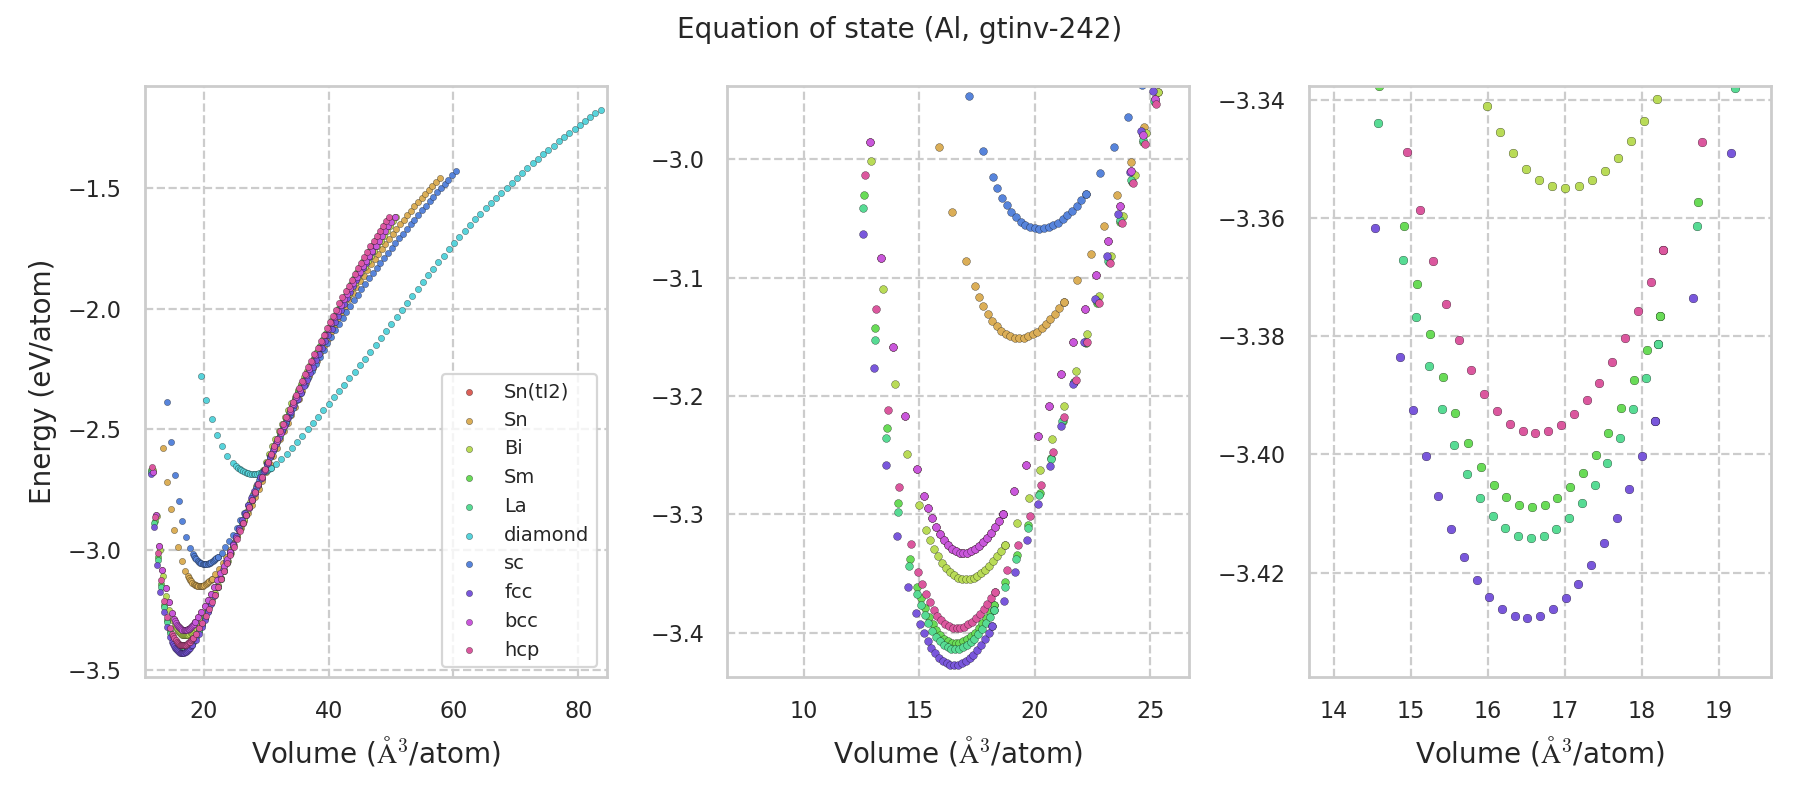 Equation of state (Al, gtinv-242)
Energy (eV/atom)
−1.5
−2.0
−2.5
−3.0
−3.5
20 40 60 80
Volume (Å³/atom)
Sn(tI2)
Sn
Bi
Sm
La
diamond
sc
fcc
bcc
hcp
−3.0
−3.1
−3.2
−3.3
−3.4
10 15 20 25
Volume (Å³/atom)
−3.34
−3.36
−3.38
−3.40
−3.42
14 15 16 17 18 19
Volume (Å³/atom)